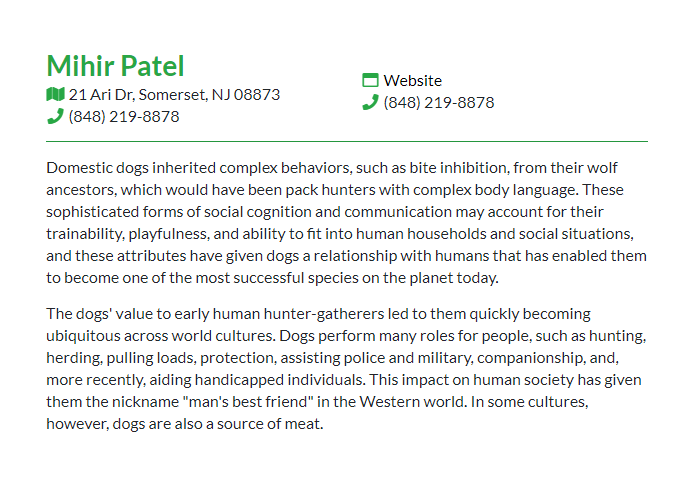 Mihir Patel
21 Ari Dr, Somerset, NJ 08873
(848) 219-8878
Website
(848) 219-8878
Domestic dogs inherited complex behaviors, such as bite inhibition, from their wolf
ancestors, which would have been pack hunters with complex body language. These
sophisticated forms of social cognition and communication may account for their
trainability, playfulness, and ability to fit into human households and social situations,
and these attributes have given dogs a relationship with humans that has enabled them
to become one of the most successful species on the planet today.
The dogs' value to early human hunter-gatherers led to them quickly becoming
ubiquitous across world cultures. Dogs perform many roles for people, such as hunting,
herding, pulling loads, protection, assisting police and military, companionship, and,
more recently, aiding handicapped individuals. This impact on human society has given
them the nickname "man's best friend" in the Western world. In some cultures,
however, dogs are also a source of meat.